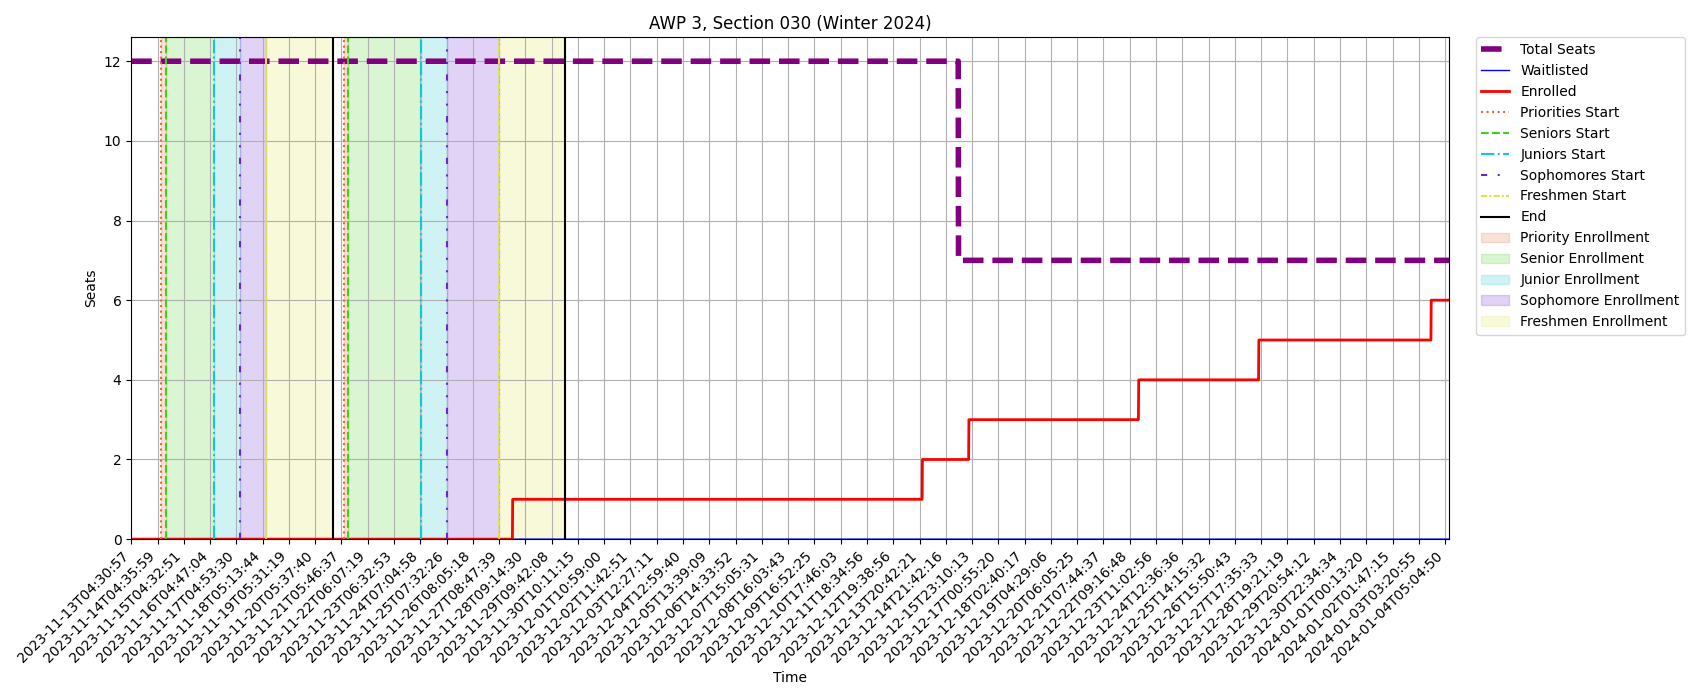 AWP 3, Section 030 (Winter 2024)
12
10
8
6
4
2
0
Seats
2023-11-13T04:30:57
2023-11-14T04:35:59
2023-11-15T04:32:51
2023-11-16T04:47:04
2023-11-17T04:53:30
2023-11-18T05:13:44
2023-11-19T05:31:19
2023-11-20T05:37:40
2023-11-21T05:46:37
2023-11-22T06:07:19
2023-11-23T06:32:53
2023-11-24T07:04:58
2023-11-25T07:32:26
2023-11-26T08:05:18
2023-11-27T08:47:39
2023-11-28T09:14:30
2023-11-29T09:42:08
2023-11-30T10:11:15
2023-12-01T10:59:00
2023-12-02T11:42:51
2023-12-03T12:27:11
2023-12-04T12:59:40
2023-12-05T13:39:09
2023-12-06T14:33:52
2023-12-07T15:05:31
2023-12-08T16:03:43
2023-12-09T16:52:25
2023-12-10T17:46:03
2023-12-11T18:34:56
2023-12-12T19:38:56
2023-12-13T20:42:21
2023-12-14T21:42:16
2023-12-15T23:10:13
2023-12-17T00:55:20
2023-12-18T02:40:17
2023-12-19T04:29:06
2023-12-20T06:05:25
2023-12-21T07:44:37
2023-12-22T09:16:48
2023-12-23T11:02:56
2023-12-24T12:36:36
2023-12-25T14:15:32
2023-12-26T15:50:43
2023-12-27T17:35:33
2023-12-28T19:21:19
2023-12-29T20:54:12
2023-12-30T22:34:34
2024-01-01T00:13:20
2024-01-02T01:47:15
2024-01-03T03:20:55
2024-01-04T05:04:50
Time
Total Seats
Waitlisted
Enrolled
Priorities Start
Seniors Start
Juniors Start
Sophomores Start
Freshmen Start
End
Priority Enrollment
Senior Enrollment
Junior Enrollment
Sophomore Enrollment
Freshmen Enrollment